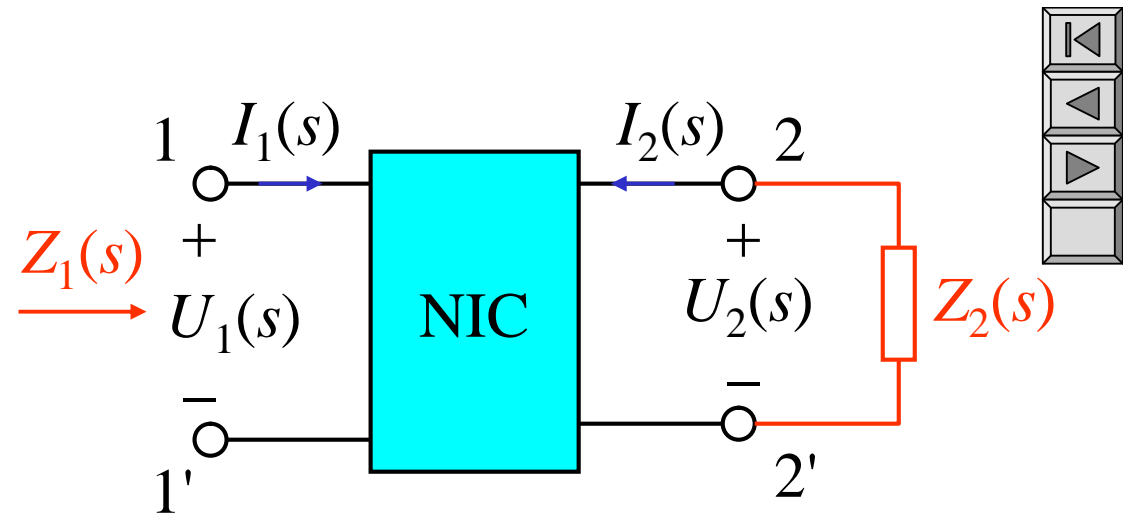 1 I₁(s) I₂(s) 2
+ +
Z₁(s) U₁(s) NIC U₂(s) Z₂(s)
− −
1' 2'